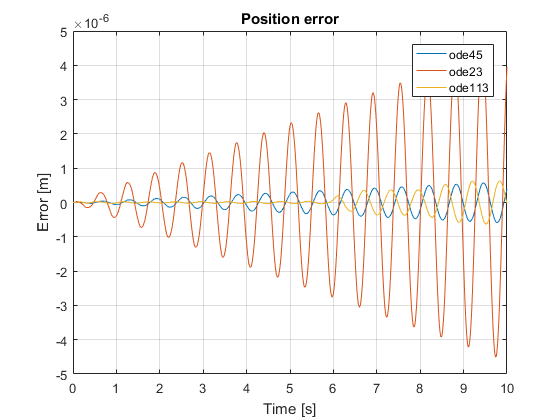 Position error
×10⁻⁶
5
4
3
2
1
0
-1
-2
-3
-4
-5
Error [m]
ode45
ode23
ode113
0 1 2 3 4 5 6 7 8 9 10
Time [s]